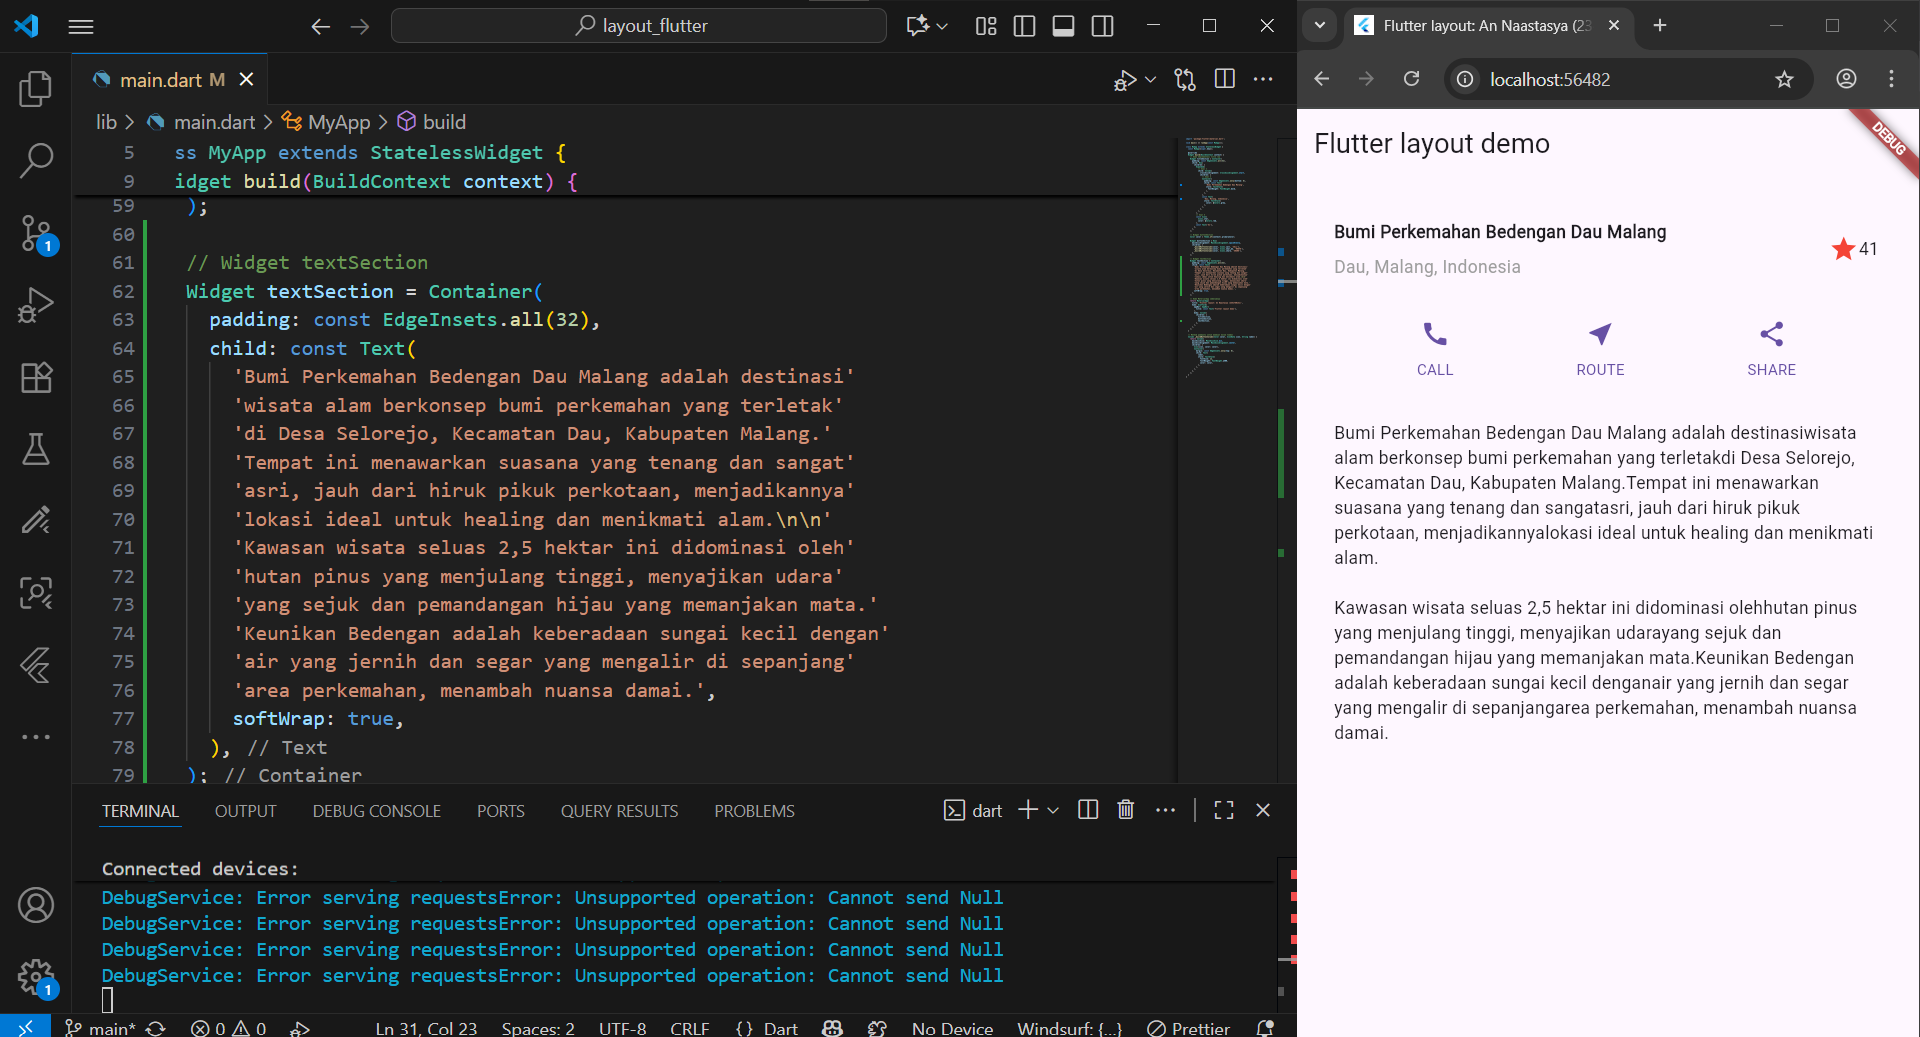 layout_flutter
main.dart M
lib > main.dart > MyApp > build
5 ss MyApp extends StatelessWidget {
9 idget build(BuildContext context) {
59 );
60
61 // Widget textSection
62 Widget textSection = Container(
63 padding: const EdgeInsets.all(32),
64 child: const Text(
65 'Bumi Perkemahan Bedengan Dau Malang adalah destinasi'
66 'wisata alam berkonsep bumi perkemahan yang terletak'
67 'di Desa Selorejo, Kecamatan Dau, Kabupaten Malang.'
68 'Tempat ini menawarkan suasana yang tenang dan sangat'
69 'asri, jauh dari hiruk pikuk perkotaan, menjadikannya'
70 'lokasi ideal untuk healing dan menikmati alam.\n\n'
71 'Kawasan wisata seluas 2,5 hektar ini didominasi oleh'
72 'hutan pinus yang menjulang tinggi, menyajikan udara'
73 'yang sejuk dan pemandangan hijau yang memanjakan mata.'
74 'Keunikan Bedengan adalah keberadaan sungai kecil dengan'
75 'air yang jernih dan segar yang mengalir di sepanjang'
76 'area perkemahan, menambah nuansa damai.',
77 softWrap: true,
78 ), // Text
79 ); // Container
1
1
TERMINAL OUTPUT DEBUG CONSOLE PORTS QUERY RESULTS PROBLEMS dart
Connected devices:
DebugService: Error serving requestsError: Unsupported operation: Cannot send Null
DebugService: Error serving requestsError: Unsupported operation: Cannot send Null
DebugService: Error serving requestsError: Unsupported operation: Cannot send Null
DebugService: Error serving requestsError: Unsupported operation: Cannot send Null
main* 0 0 Ln 31, Col 23 Spaces: 2 UTF-8 CRLF {} Dart No Device Windsurf: {...} Prettier
Flutter layout: An Naastasya (23
localhost:56482
Flutter layout demo
DEBUG
Bumi Perkemahan Bedengan Dau Malang
Dau, Malang, Indonesia
41
CALL ROUTE SHARE
Bumi Perkemahan Bedengan Dau Malang adalah destinasiwisata
alam berkonsep bumi perkemahan yang terletakdi Desa Selorejo,
Kecamatan Dau, Kabupaten Malang.Tempat ini menawarkan
suasana yang tenang dan sangatasri, jauh dari hiruk pikuk
perkotaan, menjadikannyalokasi ideal untuk healing dan menikmati
alam.
Kawasan wisata seluas 2,5 hektar ini didominasi olehhutan pinus
yang menjulang tinggi, menyajikan udarayang sejuk dan
pemandangan hijau yang memanjakan mata.Keunikan Bedengan
adalah keberadaan sungai kecil denganair yang jernih dan segar
yang mengalir di sepanjangarea perkemahan, menambah nuansa
damai.